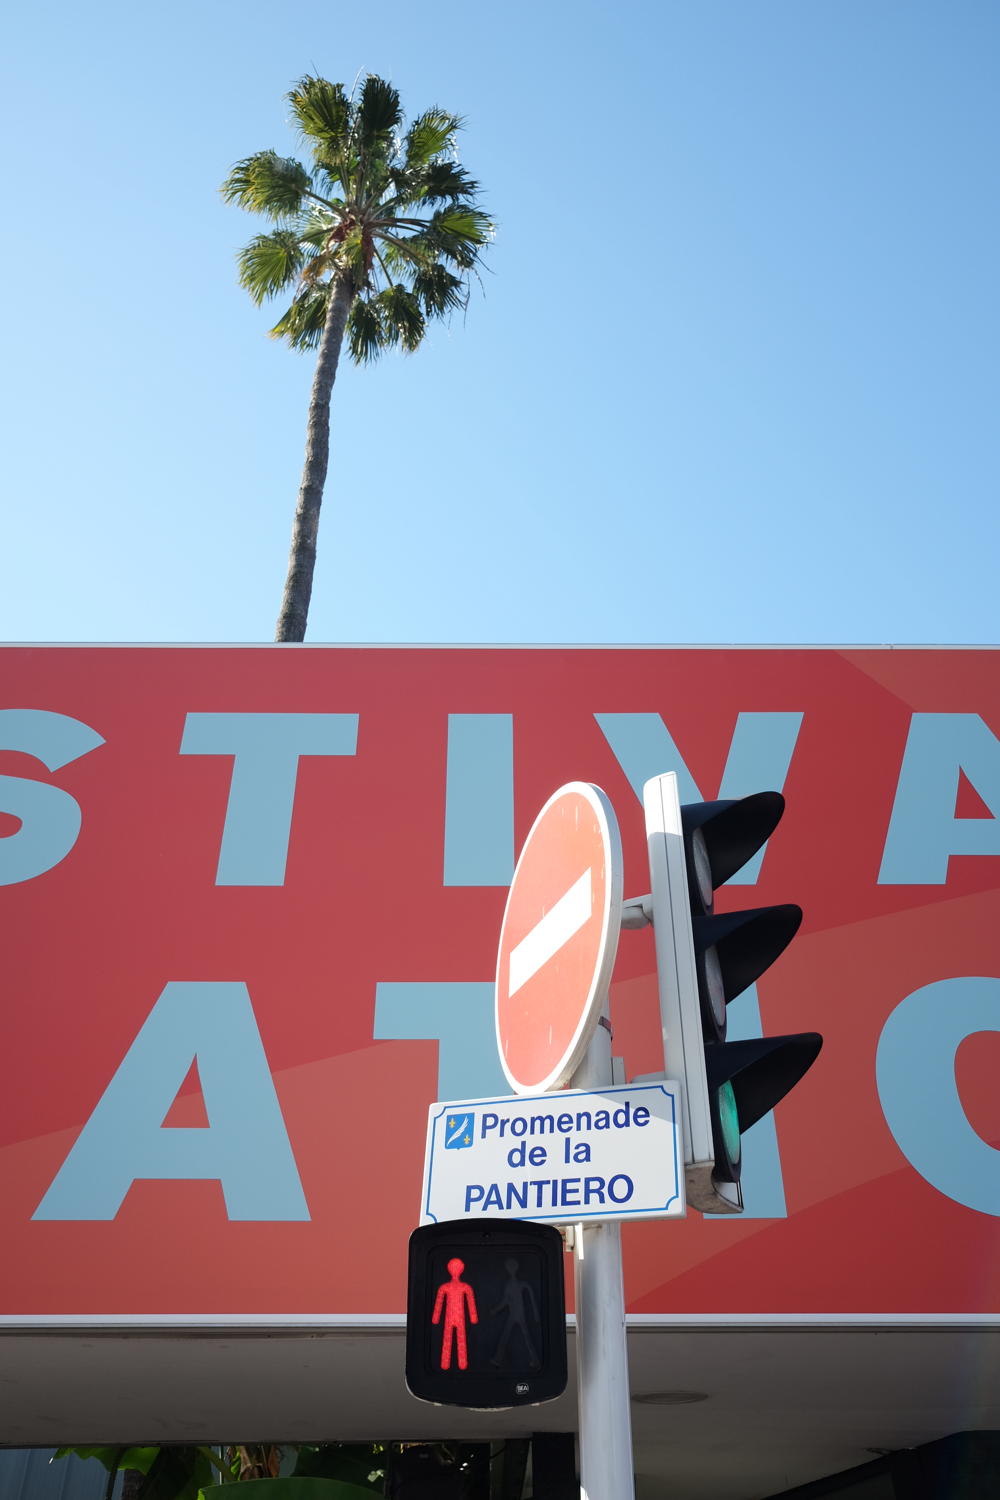 STIVA
ATIO
Promenade
de la
PANTIERO